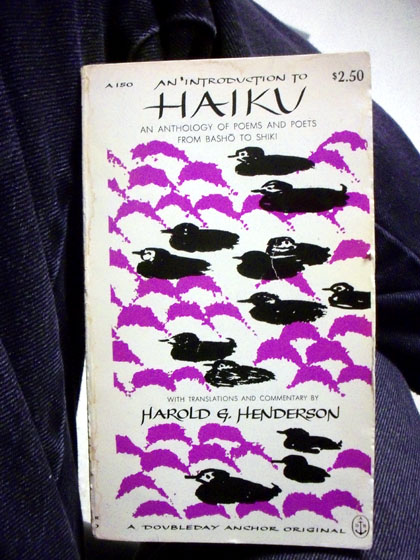 A150
AN INTRODUCTION TO
$2.50
HAIKU
AN ANTHOLOGY OF POEMS AND POETS
FROM BASHŌ TO SHIKI
WITH TRANSLATIONS AND COMMENTARY BY
HAROLD G. HENDERSON
A DOUBLEDAY ANCHOR ORIGINAL